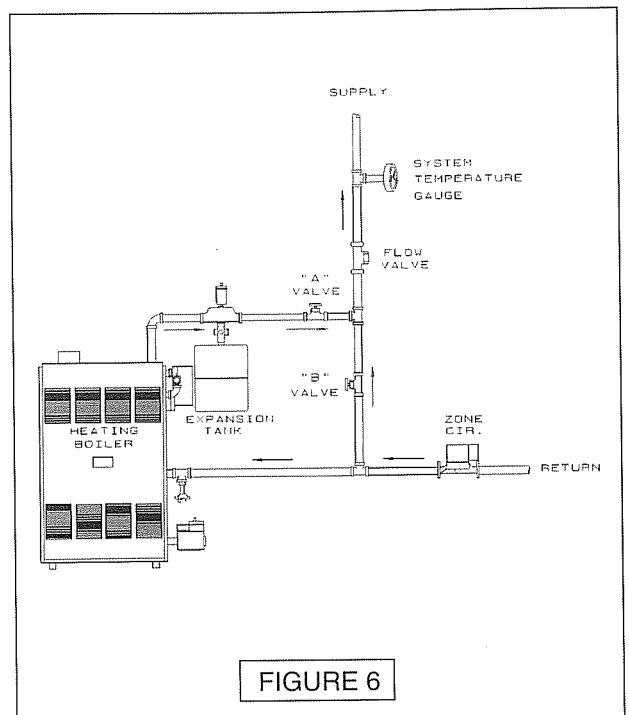 SUPPLY
SYSTEM
TEMPERATURE
GAUGE
FLOW
VALVE
"A"
VALVE
"B"
VALVE
EXPANSION
TANK
HEATING
BOILER
ZONE
CIR.
RETURN
FIGURE 6